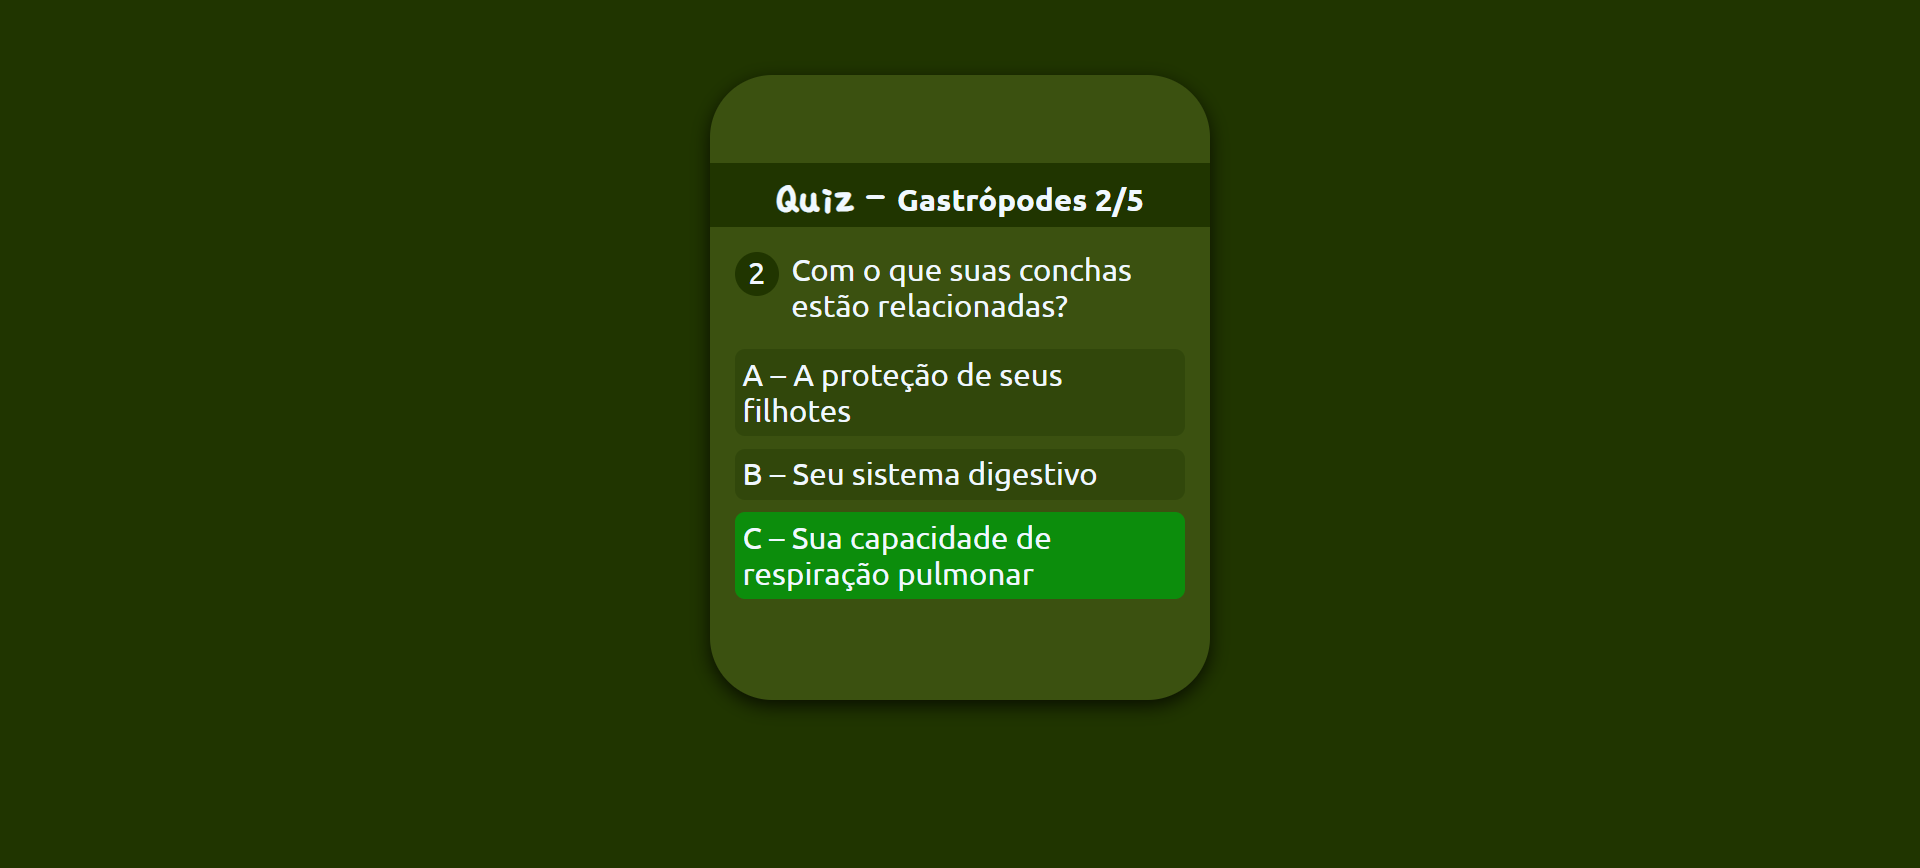 Quiz – Gastrópodes 2/5
2 Com o que suas conchas
estão relacionadas?
A – A proteção de seus
filhotes
B – Seu sistema digestivo
C – Sua capacidade de
respiração pulmonar